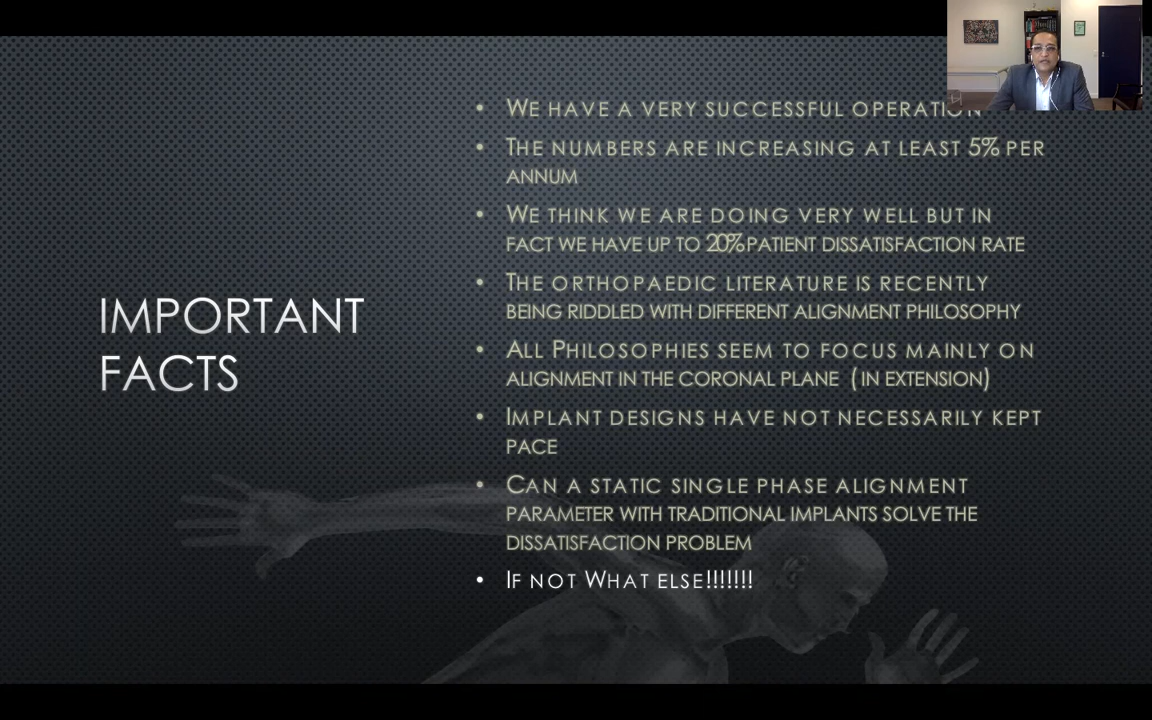 IMPORTANT
FACTS
• WE HAVE A VERY SUCCESSFUL OPERATION
• THE NUMBERS ARE INCREASING AT LEAST 5% PER
ANNUM
• WE THINK WE ARE DOING VERY WELL BUT IN
FACT WE HAVE UP TO 20% PATIENT DISSATISFACTION RATE
• THE ORTHOPAEDIC LITERATURE IS RECENTLY
BEING RIDDLED WITH DIFFERENT ALIGNMENT PHILOSOPHY
• ALL PHILOSOPHIES SEEM TO FOCUS MAINLY ON
ALIGNMENT IN THE CORONAL PLANE (IN EXTENSION)
• IMPLANT DESIGNS HAVE NOT NECESSARILY KEPT
PACE
• CAN A STATIC SINGLE PHASE ALIGNMENT
PARAMETER WITH TRADITIONAL IMPLANTS SOLVE THE
DISSATISFACTION PROBLEM
• IF NOT WHAT ELSE!!!!!!!